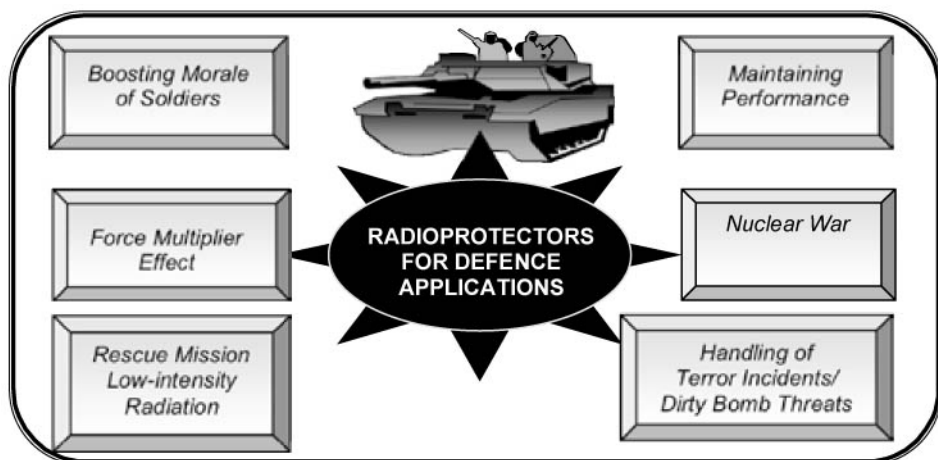 Boosting Morale
of Soldiers
Maintaining
Performance
Force Multiplier
Effect
RADIOPROTECTORS
FOR DEFENCE
APPLICATIONS
Nuclear War
Rescue Mission
Low-intensity
Radiation
Handling of
Terror Incidents/
Dirty Bomb Threats